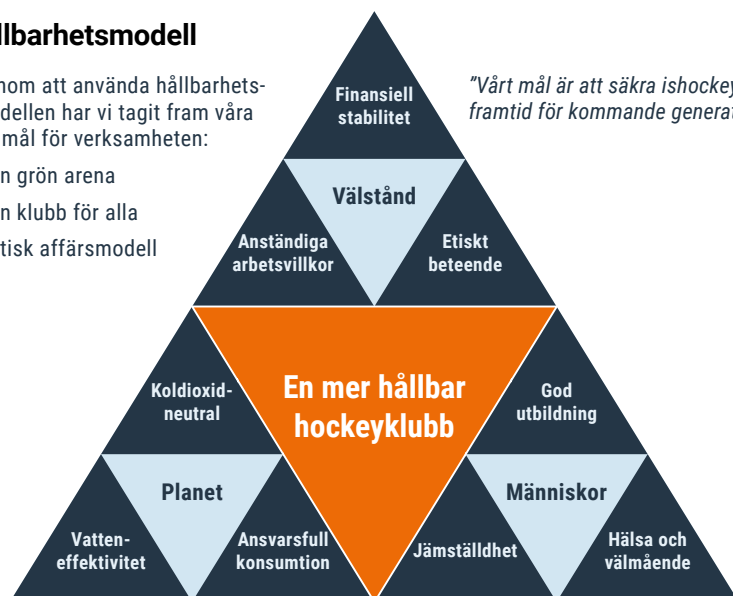 llbarhetsmodell
nom att använda hållbarhets-
dellen har vi tagit fram våra
mål för verksamheten:
n grön arena
n klubb för alla
tisk affärsmodell
"Vårt mål är att säkra ishockey
framtid för kommande generat
Finansiell
stabilitet
Välstånd
Anständiga
arbetsvillkor
Etiskt
beteende
En mer hållbar
hockeyklubb
Koldioxid-
neutral
God
utbildning
Planet
Människor
Vatten-
effektivitet
Ansvarsfull
konsumtion
Jämställdhet
Hälsa och
välmående